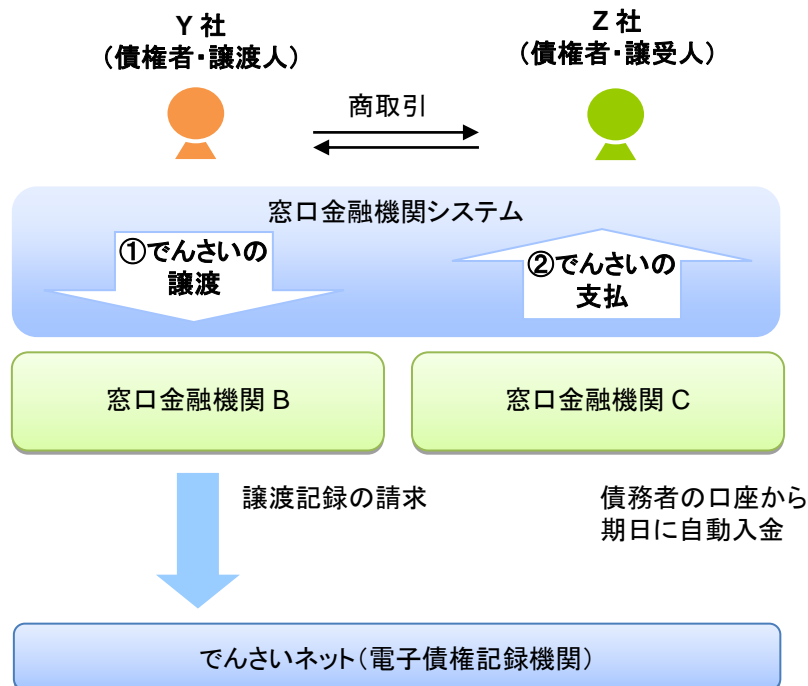 Y 社
(債権者・譲渡人)
Z 社
(債権者・譲受人)
商取引
窓口金融機関システム
①でんさいの
譲渡
②でんさいの
支払
窓口金融機関 B
窓口金融機関 C
譲渡記録の請求
債務者の口座から
期日に自動入金
でんさいネット(電子債権記録機関)